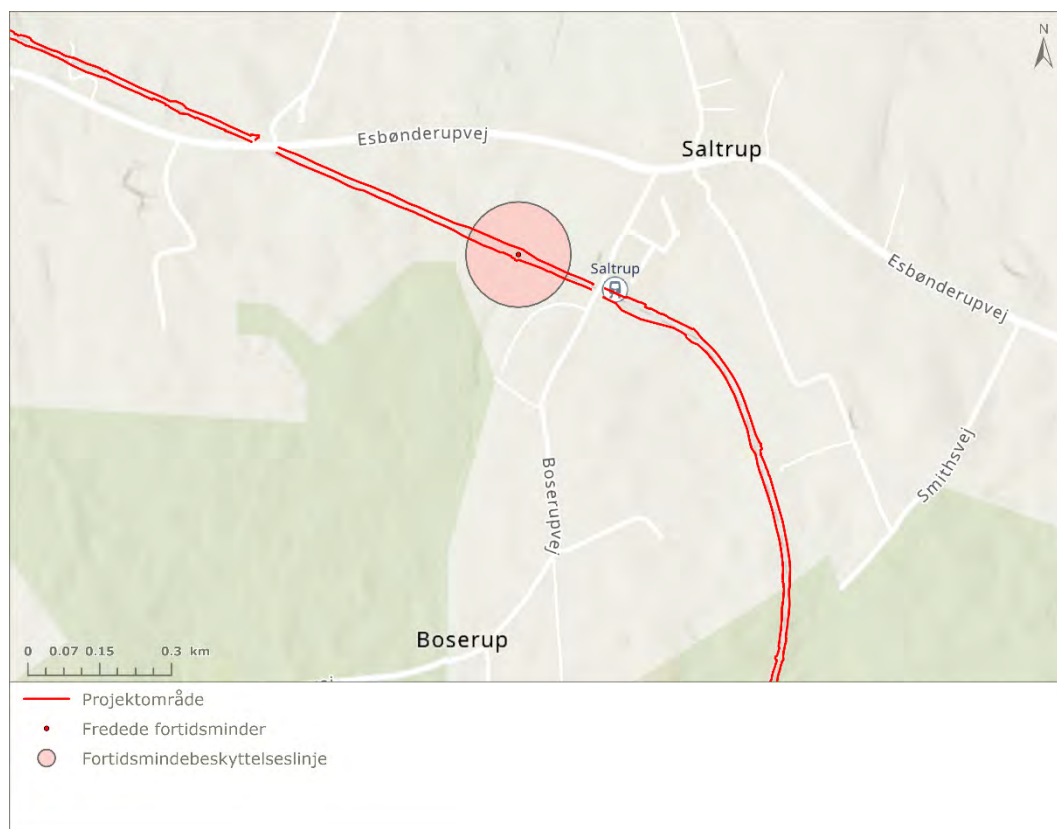 N
Esbønderupvej
Saltrup
Saltrup
Esbønderupvej
Smithsvej
Boserupvej
Boserup
0 0.07 0.15 0.3 km
Projektområde
Fredede fortidsminder
Fortidsmindebeskyttelseslinje